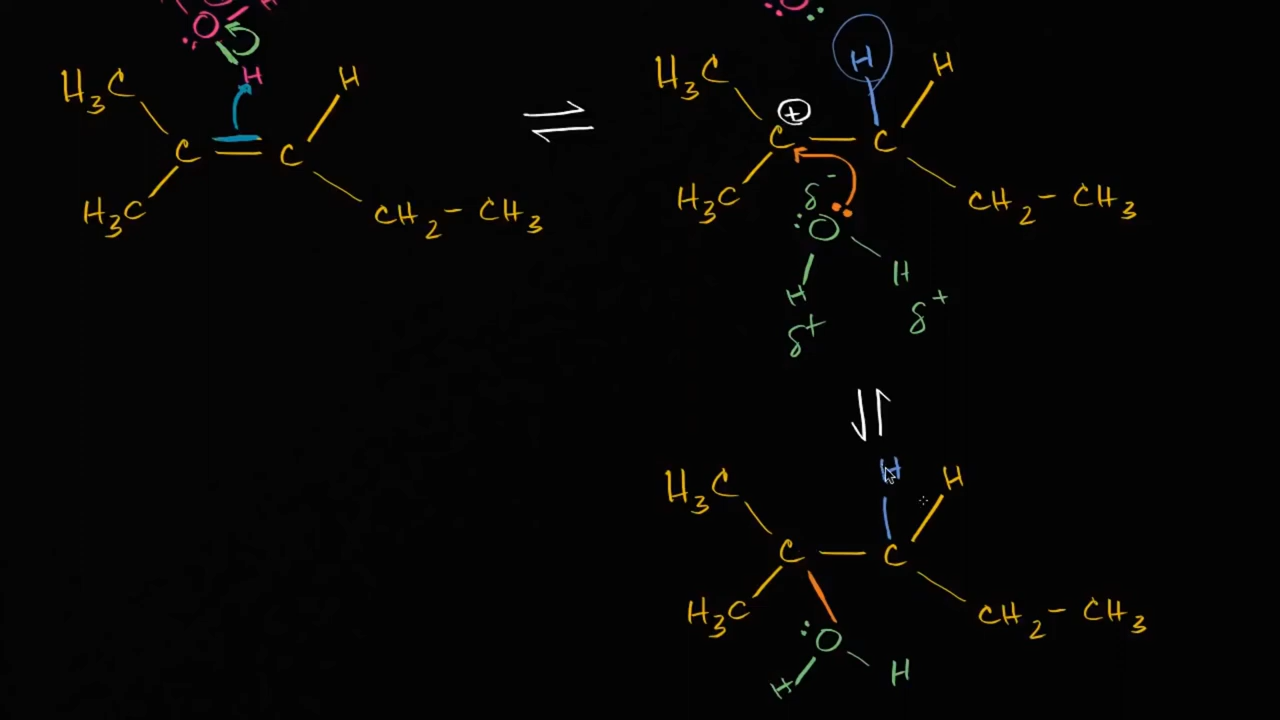 O H
H
H₃C H
C = C
H₃C CH₂ – CH₃
⇌
O
H
H₃C + H
C – C
H₃C δ⁻ CH₂ – CH₃
:O
H H
δ⁺ δ⁺
⇌
H
H₃C H
C – C
H₃C CH₂ – CH₃
:O
H H